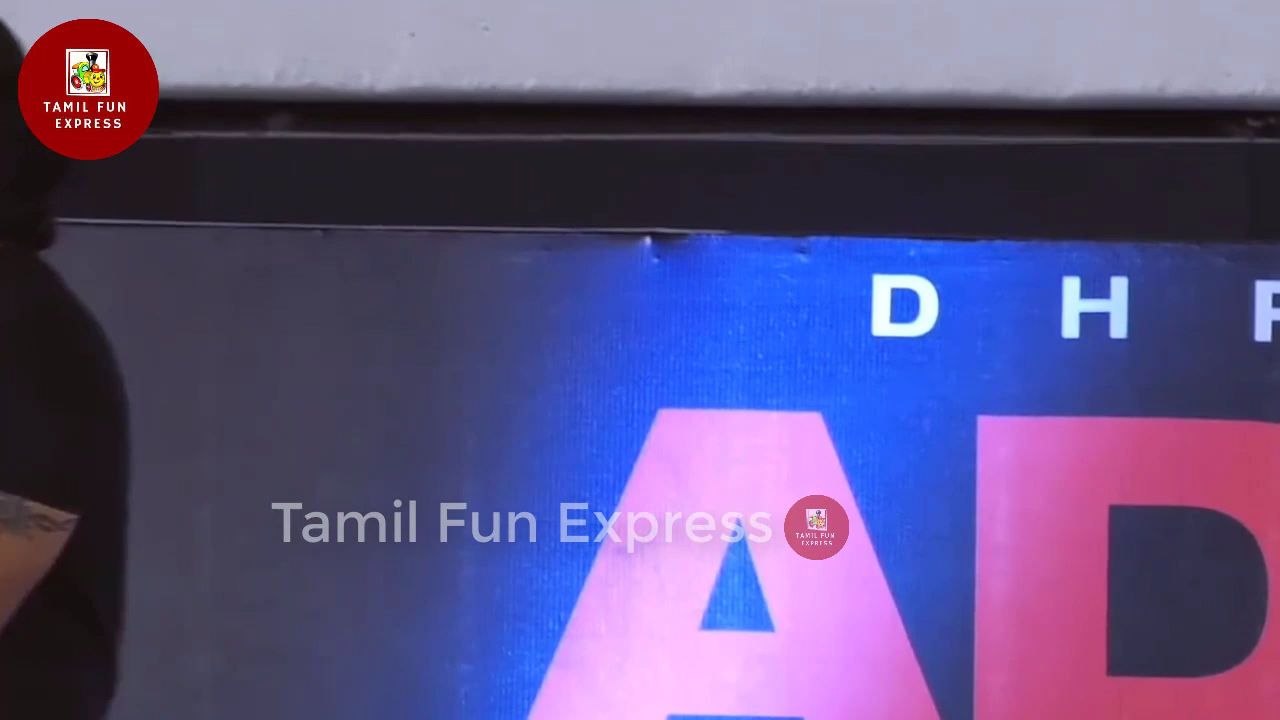 TAMIL FUN
EXPRESS
D H
A
Tamil Fun Express
TAMIL FUN
EXPRESS